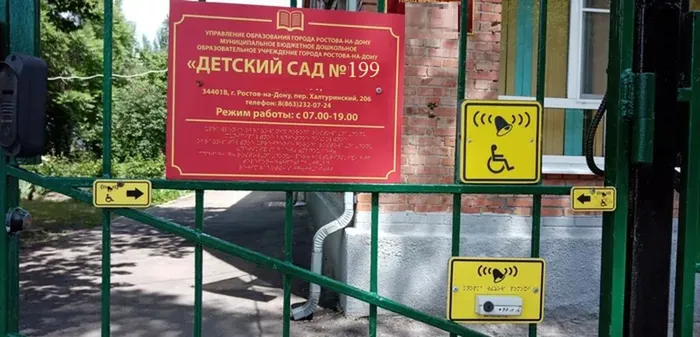 УПРАВЛЕНИЕ ОБРАЗОВАНИЯ ГОРОДА РОСТОВА-НА-ДОНУ
МУНИЦИПАЛЬНОЕ БЮДЖЕТНОЕ ДОШКОЛЬНОЕ
ОБРАЗОВАТЕЛЬНОЕ УЧРЕЖДЕНИЕ ГОРОДА РОСТОВА-НА-ДОНУ
«ДЕТСКИЙ САД №199
344018, г. Ростов-на-Дону, пер. Халтуринский, 206
телефон: 8(863)232-07-24
Режим работы: с 07.00-19.00